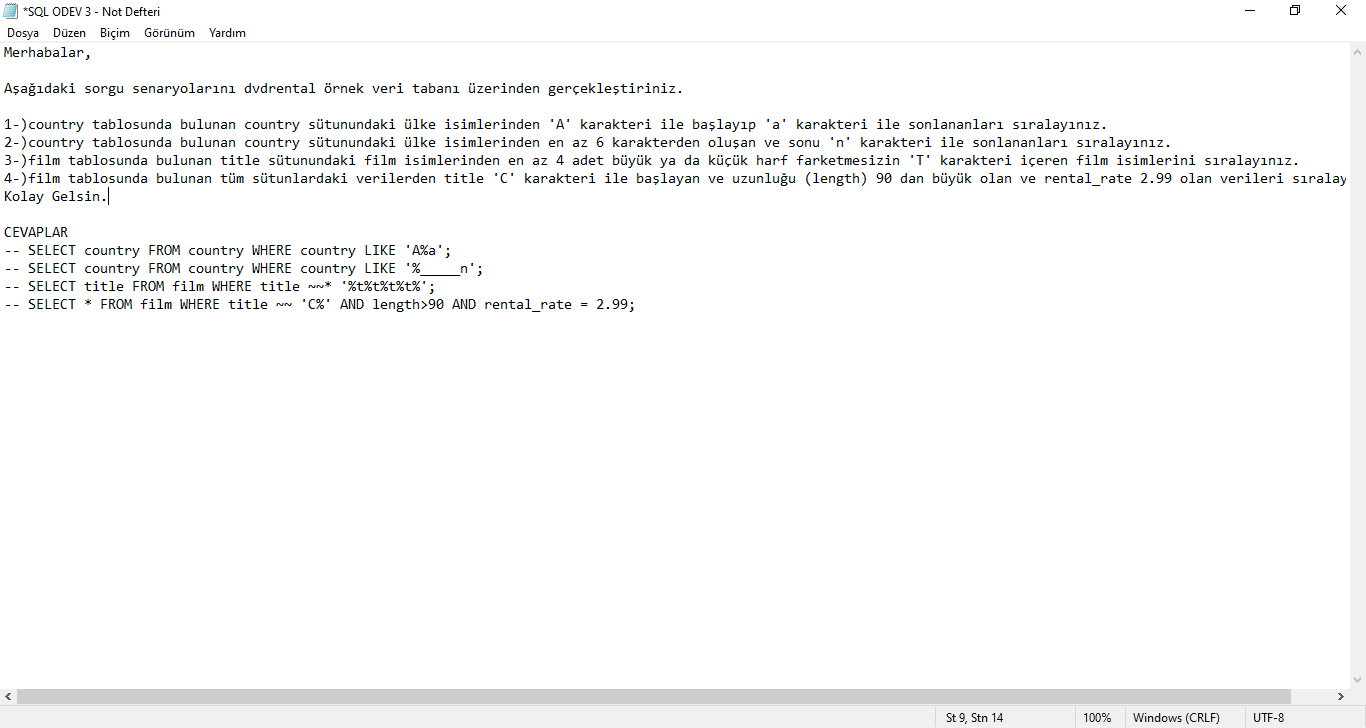 *SQL ODEV 3 - Not Defteri
Dosya Düzen Biçim Görünüm Yardım
Merhabalar,
Aşağıdaki sorgu senaryolarını dvdrental örnek veri tabanı üzerinden gerçekleştiriniz.
1-)country tablosunda bulunan country sütunundaki ülke isimlerinden 'A' karakteri ile başlayıp 'a' karakteri ile sonlananları sıralayınız.
2-)country tablosunda bulunan country sütunundaki ülke isimlerinden en az 6 karakterden oluşan ve sonu 'n' karakteri ile sonlananları sıralayınız.
3-)film tablosunda bulunan title sütunundaki film isimlerinden en az 4 adet büyük ya da küçük harf farketmesizin 'T' karakteri içeren film isimlerini sıralayınız.
4-)film tablosunda bulunan tüm sütunlardaki verilerden title 'C' karakteri ile başlayan ve uzunluğu (length) 90 dan büyük olan ve rental_rate 2.99 olan verileri sıralay
Kolay Gelsin.
CEVAPLAR
-- SELECT country FROM country WHERE country LIKE 'A%a';
-- SELECT country FROM country WHERE country LIKE '%_____n';
-- SELECT title FROM film WHERE title ~~* '%t%t%t%t%';
-- SELECT * FROM film WHERE title ~~ 'C%' AND length>90 AND rental_rate = 2.99;
St 9, Stn 14 100% Windows (CRLF) UTF-8